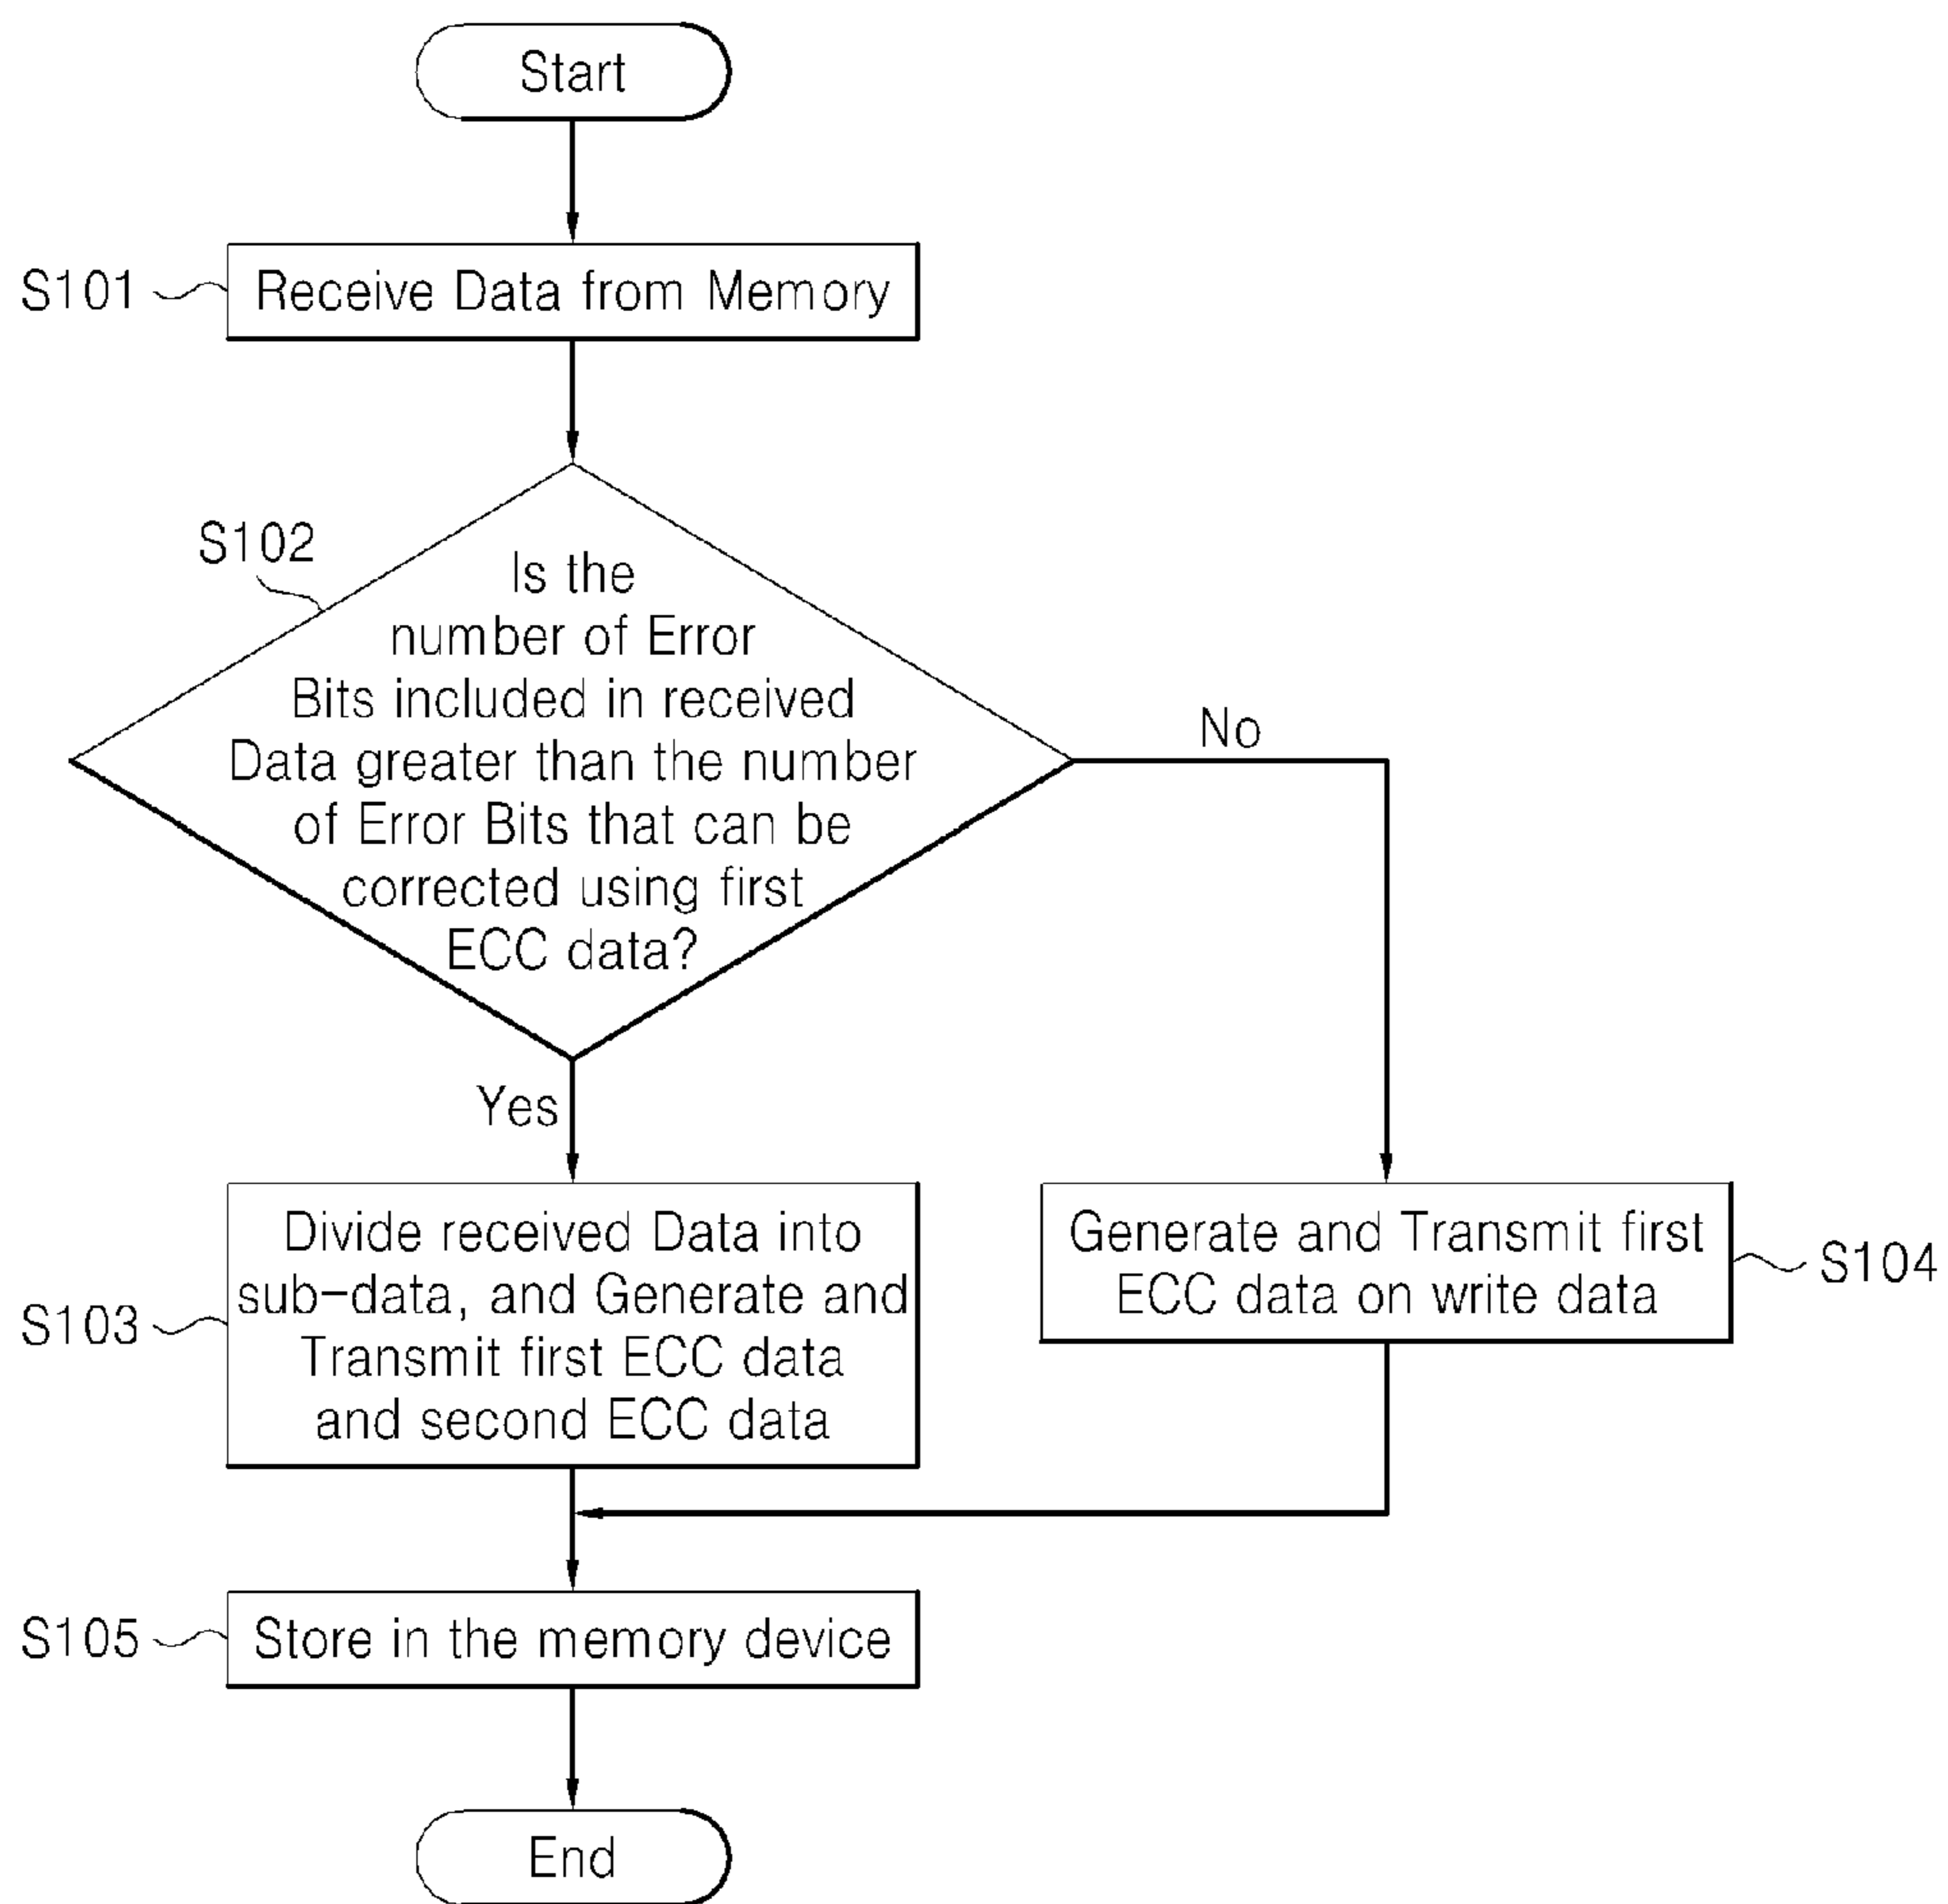 Start
S101
Receive Data from Memory
S102
Is the
number of Error
Bits included in received
Data greater than the number
of Error Bits that can be
corrected using first
ECC data?
No
Yes
S103
Divide received Data into
sub-data, and Generate and
Transmit first ECC data
and second ECC data
Generate and Transmit first
ECC data on write data
S104
S105
Store in the memory device
End